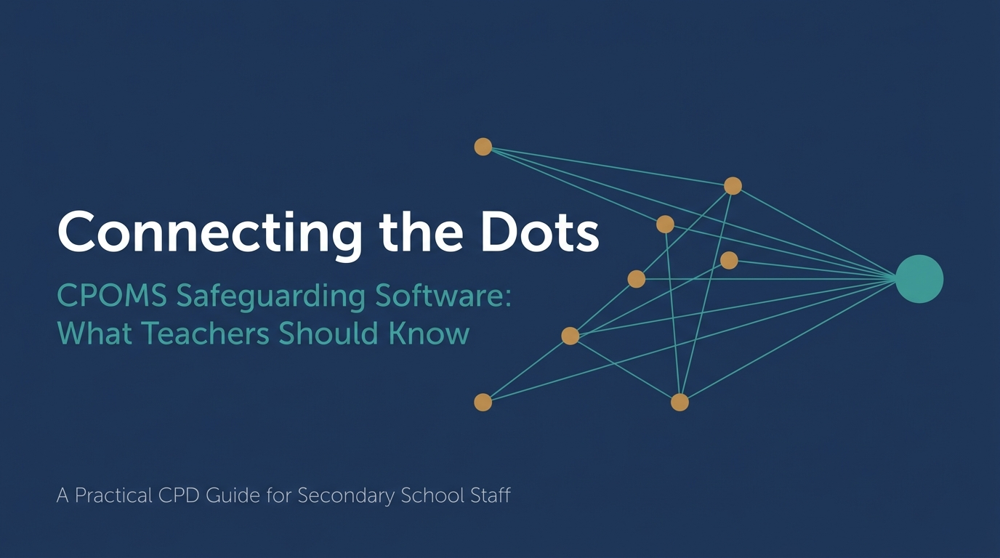 Connecting the Dots
CPOMS Safeguarding Software:
What Teachers Should Know
A Practical CPD Guide for Secondary School Staff